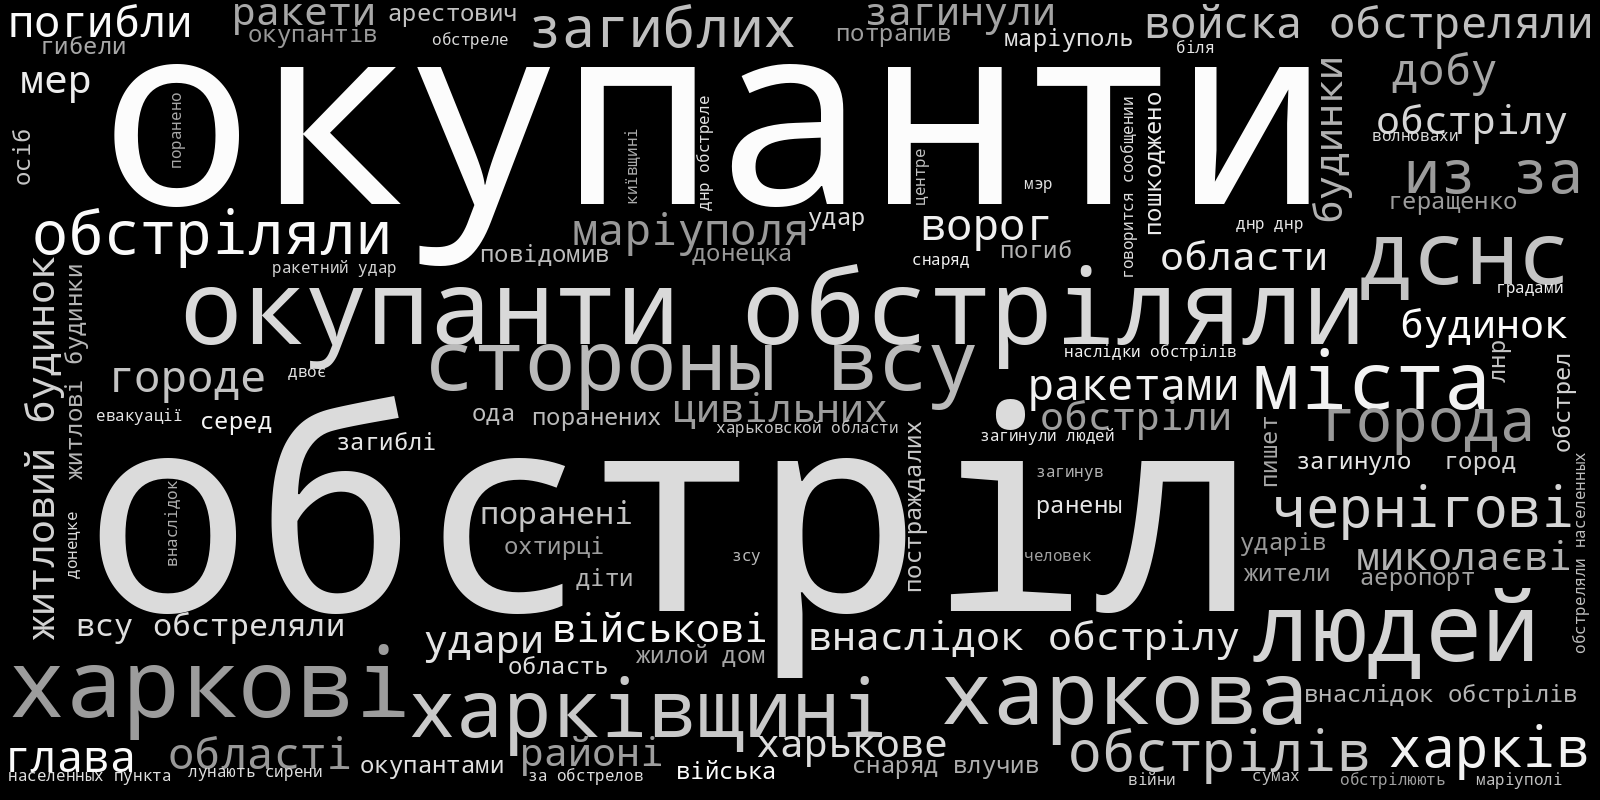 погибли
ракети
арестович
загиблих
загинули
войска обстреляли
гибели
окупантів
обстреле
потрапив
маріуполь
біля
мер
окупанти
будинки
добу
осіб
поранено
київщині
днр обстреле
центре
мэр
говорится сообщении
пошкоджено
обстрілу
волновахи
из за
геращенко
обстріляли
маріуполя
удар
ворог
днр днр
повідомив
донецка
погиб
области
дснс
ракетний удар
снаряд
градами
житловий будинок
житлові будинки
окупанти обстріляли
будинок
стороны всу
наслідки обстрілів
лнр
городе
двоє
ракетами
міста
обстрел
евакуації
серед
ода
поранених
цивільних
обстріли
города
харьковской области
загиблі
загинули людей
пишет
загинуло
город
обстріл
постраждалих
загинув
обстреляли населенных
донецке
внаслідок
поранені
ранены
чернігові
охтирці
зсу
человек
ударів
миколаєві
діти
жители
аеропорт
всу обстреляли
удари
військові
внаслідок обстрілу
людей
область
жилой дом
харкові
харківщині
харкова
внаслідок обстрілів
глава
області
районі
харькове
обстрілів
харків
населенных пункта
лунають сирени
окупантами
за обстрелов
війська
снаряд влучив
війни
сумах
обстрілюють
маріуполі